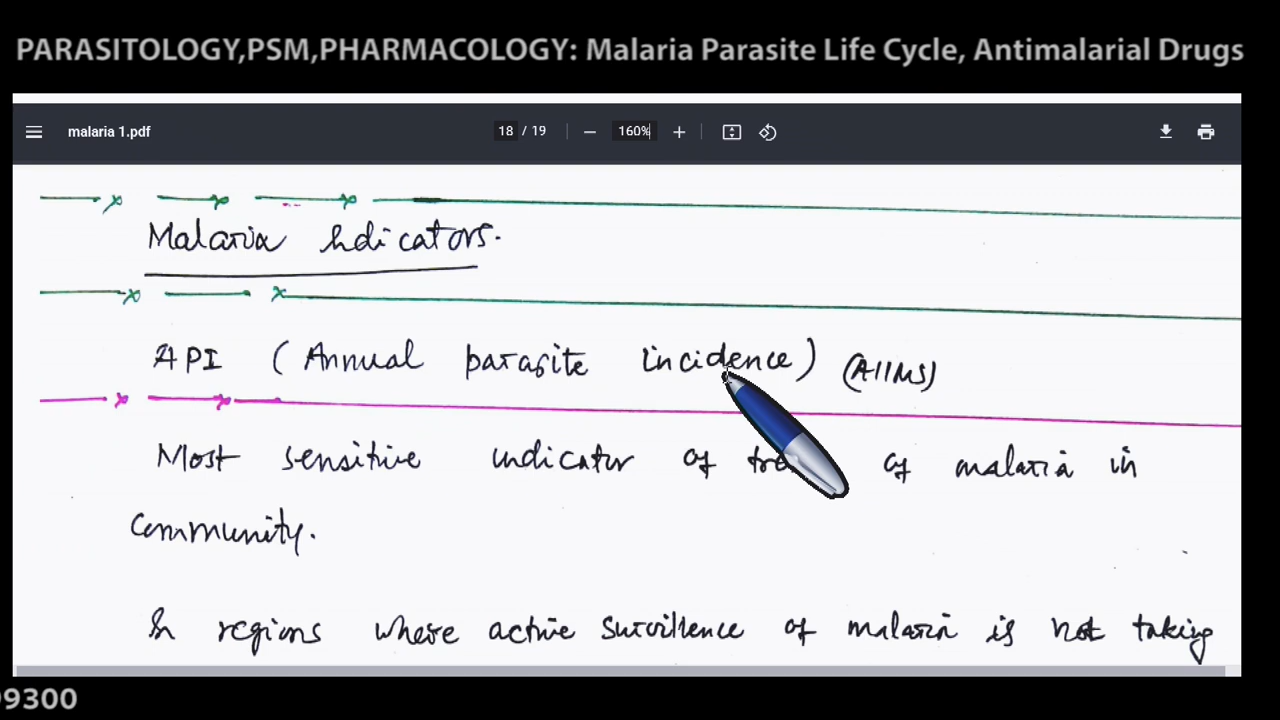 PARASITOLOGY,PSM,PHARMACOLOGY: Malaria Parasite Life Cycle, Antimalarial Drugs
malaria 1.pdf 18 / 19 160%
Malaria Indicators.
API (Annual parasite incidence) (AIIMS)
Most sensitive indicator of of malaria in
Community.
In regions where active survillence of malaria is not taking
99300